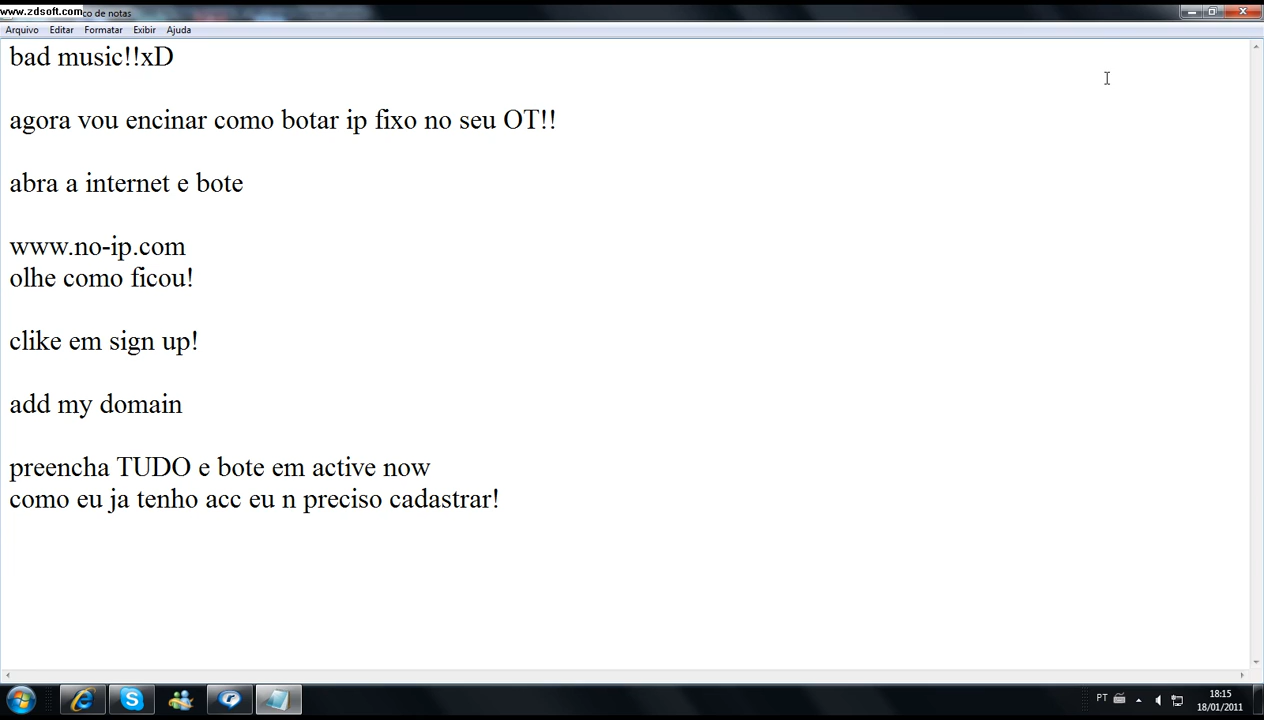 www.zdsoft.com co de notas
Arquivo Editar Formatar Exibir Ajuda
bad music!!xD
agora vou encinar como botar ip fixo no seu OT!!
abra a internet e bote
www.no-ip.com
olhe como ficou!
clike em sign up!
add my domain
preencha TUDO e bote em active now
como eu ja tenho acc eu n preciso cadastrar!
PT
18:15
18/01/2011